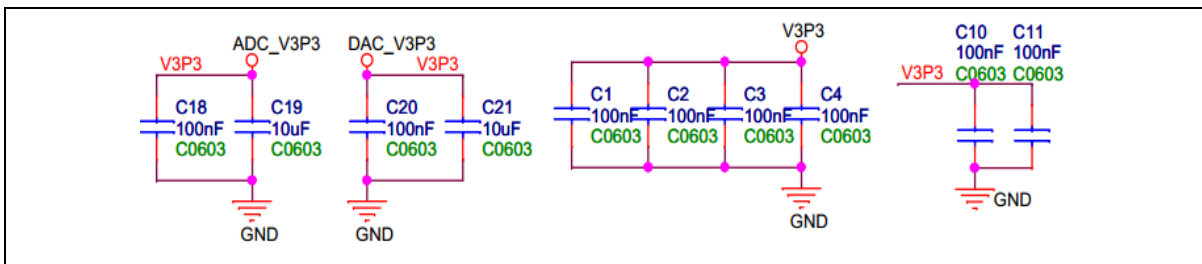 ADC_V3P3
V3P3
C18
100nF
C0603
C19
10uF
C0603
GND
DAC_V3P3
V3P3
C20
100nF
C0603
C21
10uF
C0603
GND
V3P3
C1
100nF
C0603
C2
100nF
C0603
C3
100nF
C0603
C4
100nF
C0603
GND
C10
100nF
C0603
C11
100nF
C0603
V3P3
GND